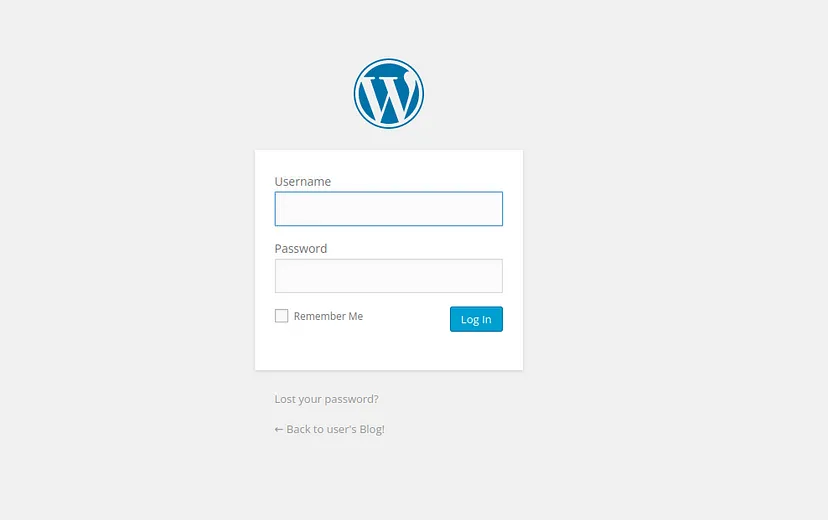 Username
Password
Remember Me
Log In
Lost your password?
← Back to user's Blog!